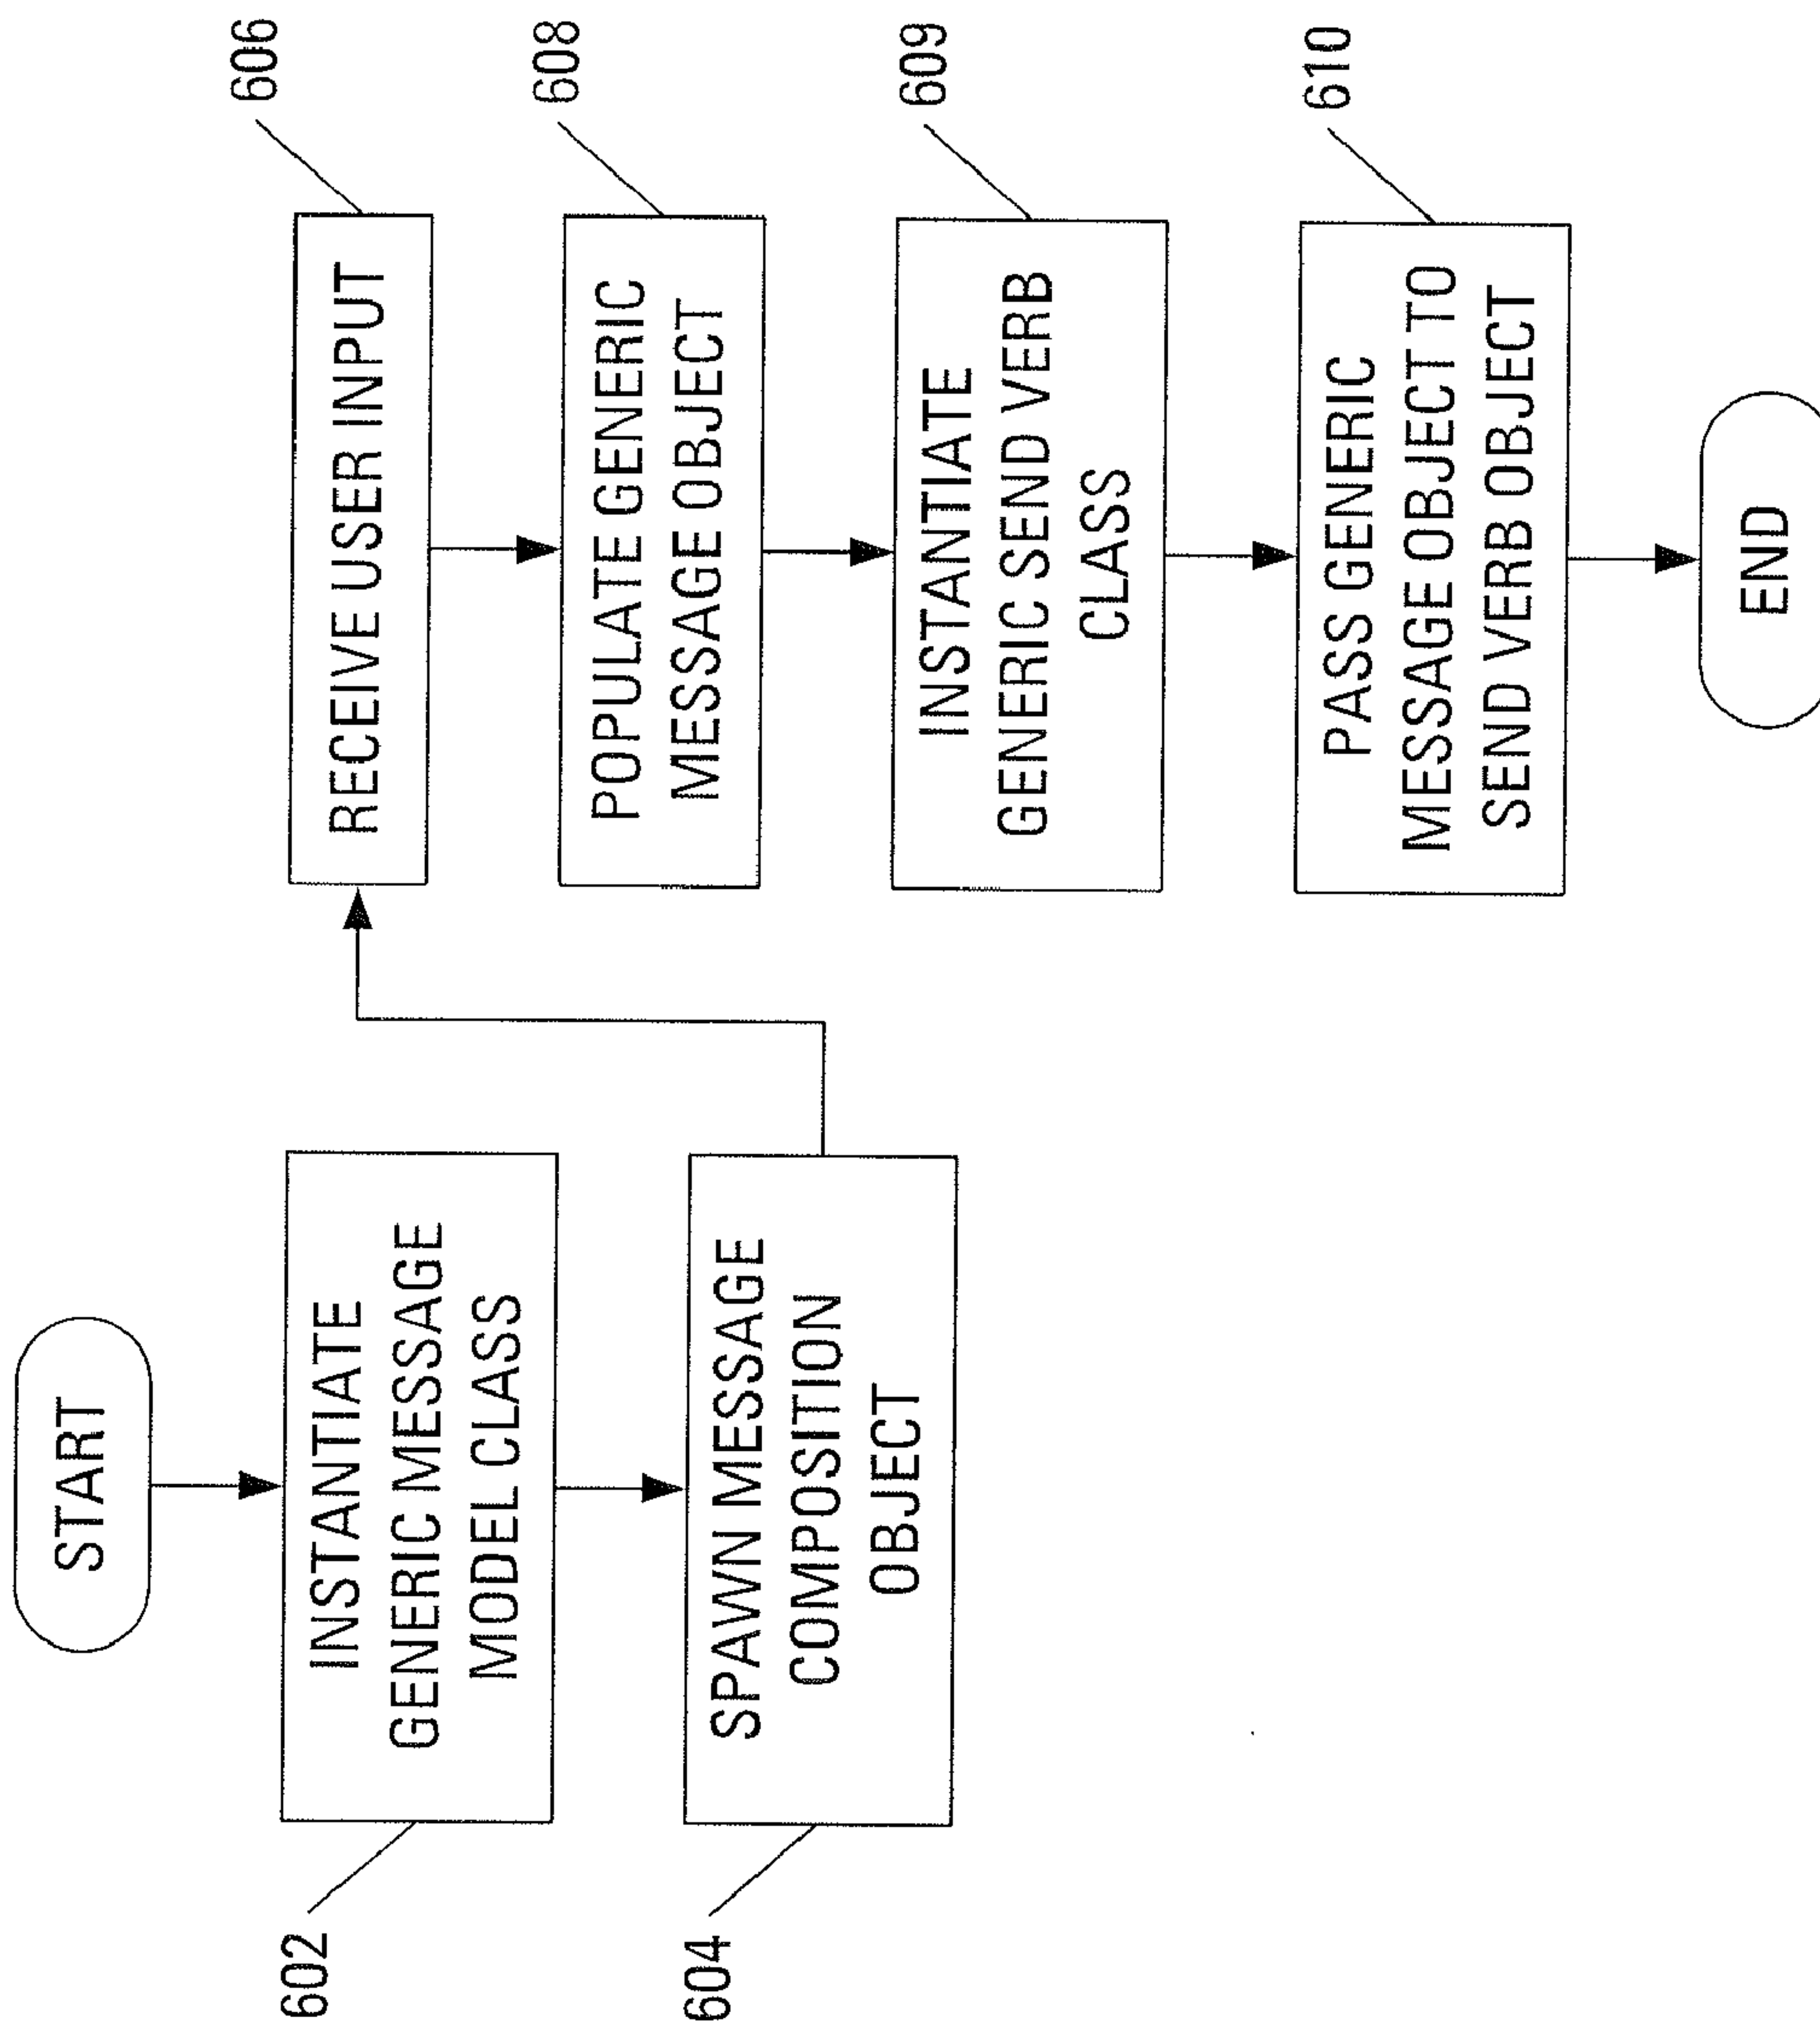 START
602
INSTANTIATE
GENERIC MESSAGE
MODEL CLASS
604
SPAWN MESSAGE
COMPOSITION
OBJECT
606
RECEIVE USER INPUT
608
POPULATE GENERIC
MESSAGE OBJECT
609
INSTANTIATE
GENERIC SEND VERB
CLASS
610
PASS GENERIC
MESSAGE OBJECT TO
SEND VERB OBJECT
END